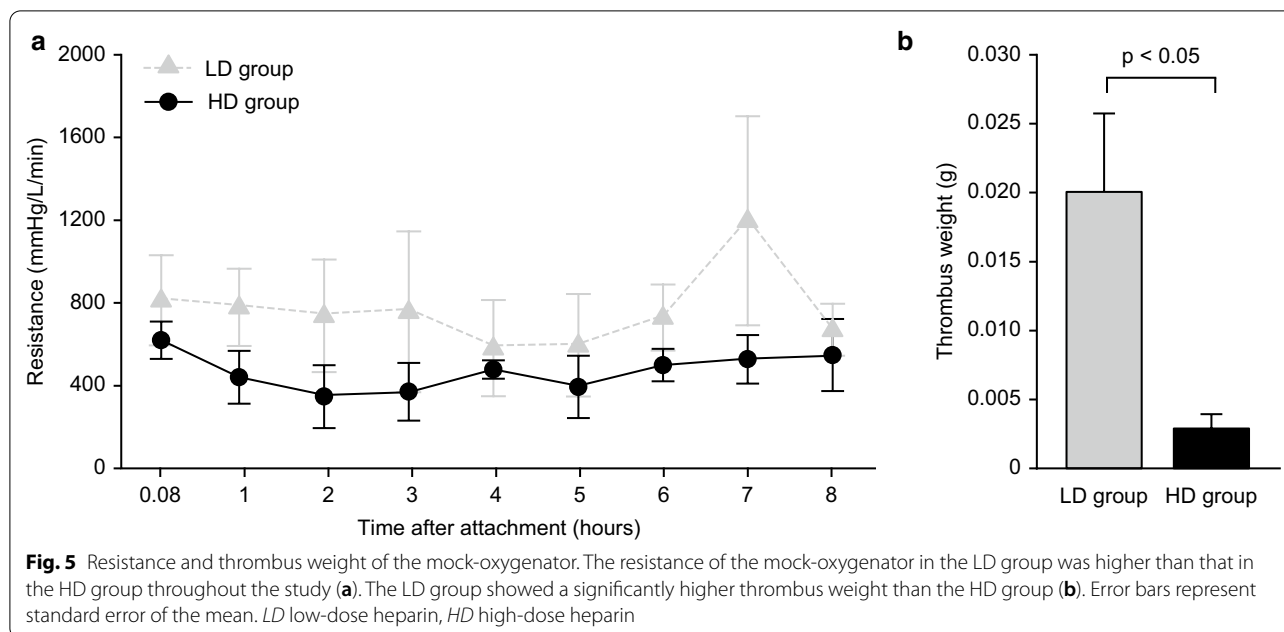 a
2000
1600
1200
800
400
0
Resistance (mmHg/L/min)
LD group
HD group
0.08 1 2 3 4 5 6 7 8
Time after attachment (hours)
b
0.030
0.025
0.020
0.015
0.010
0.005
0
Thrombus weight (g)
p < 0.05
LD group HD group
Fig. 5 Resistance and thrombus weight of the mock-oxygenator. The resistance of the mock-oxygenator in the LD group was higher than that in
the HD group throughout the study (a). The LD group showed a significantly higher thrombus weight than the HD group (b). Error bars represent
standard error of the mean. LD low-dose heparin, HD high-dose heparin